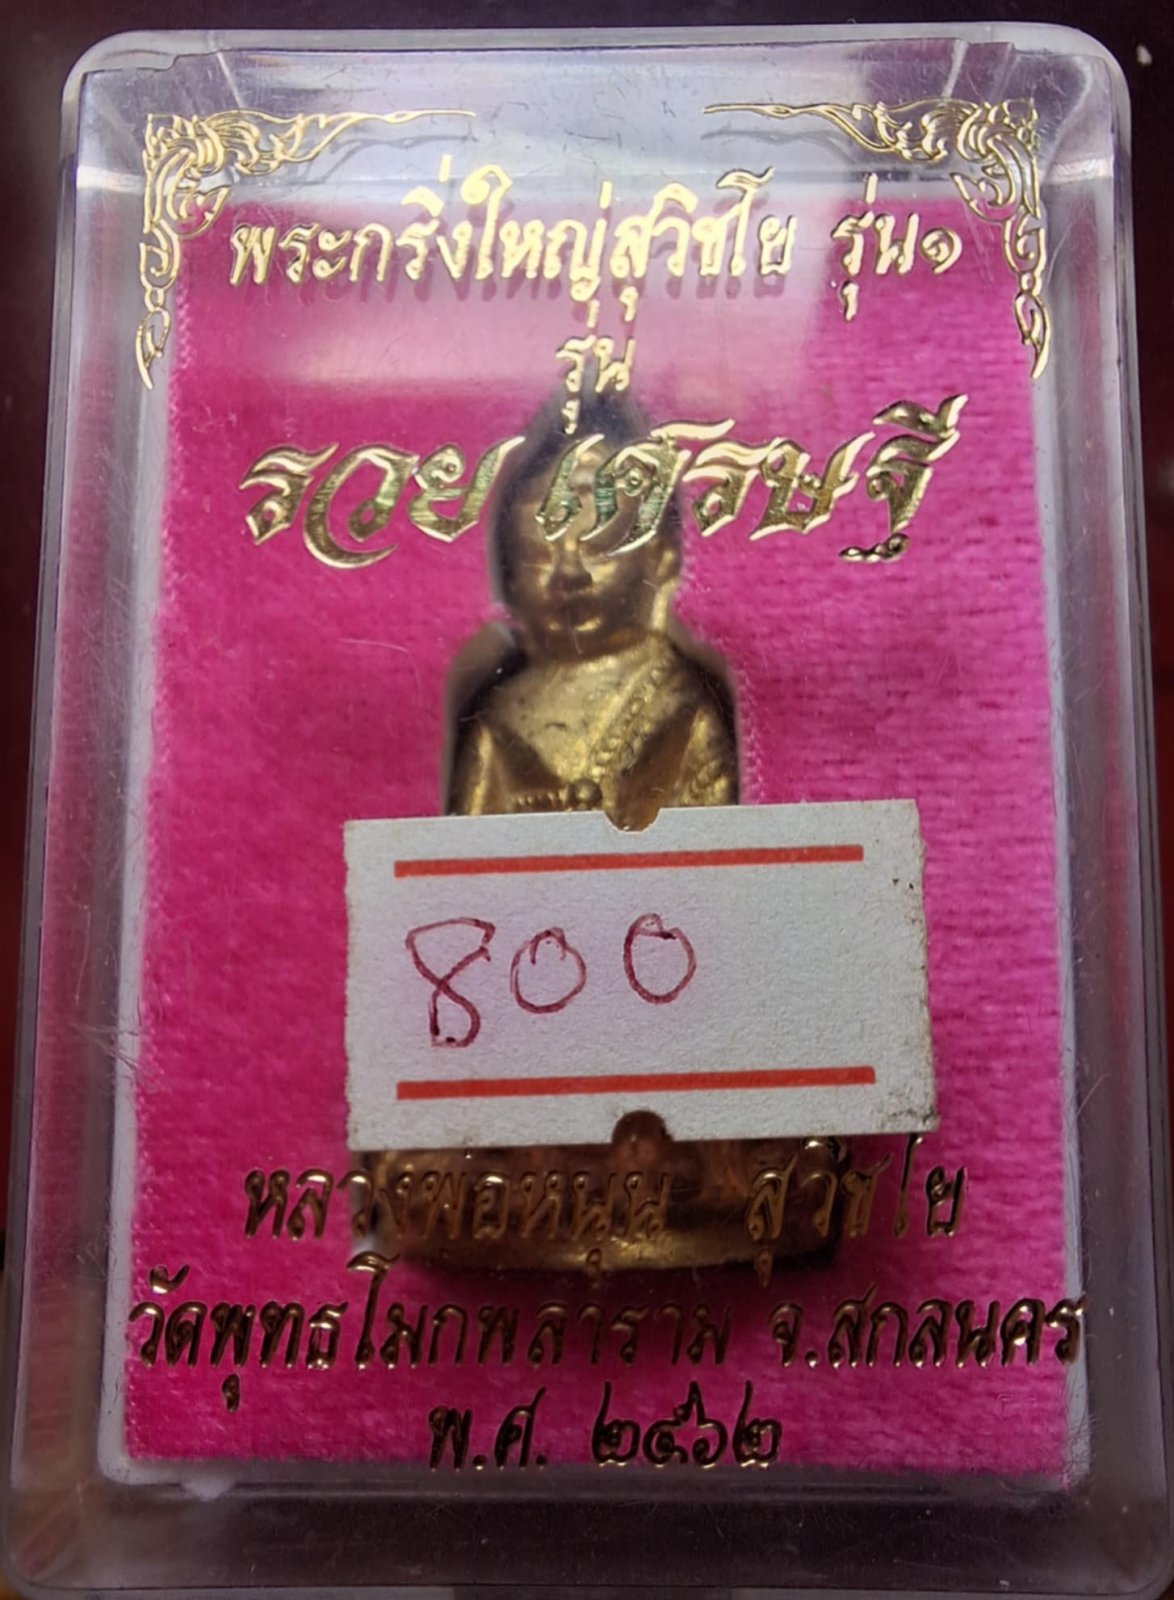 พระกริ่งใหญ่สุวิชโย รุ่น๑
รุ่น
รวย เศรษฐี
800
หลวงพ่อหนุน สุวิชโย
วัดพุทธโมกพลาราม จ.สกลนคร
พ.ศ. ๒๕๖๒